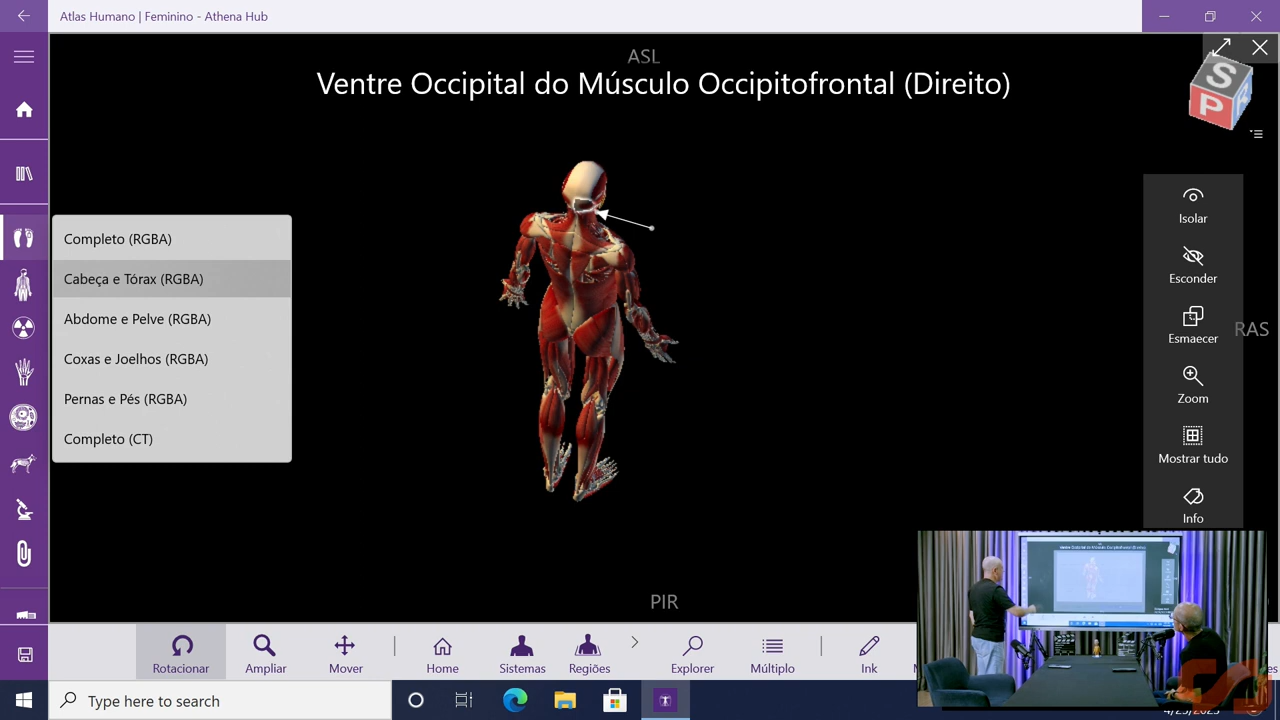 Atlas Humano | Feminino - Athena Hub
ASL
Ventre Occipital do Músculo Occipitofrontal (Direito)
S
P
Isolar
Esconder
Esmaecer
RAS
Zoom
Mostrar tudo
Info
Completo (RGBA)
Cabeça e Tórax (RGBA)
Abdome e Pelve (RGBA)
Coxas e Joelhos (RGBA)
Pernas e Pés (RGBA)
Completo (CT)
PIR
Rotacionar
Ampliar
Mover
Home
Sistemas
Regiões
Explorer
Múltiplo
Ink
Type here to search